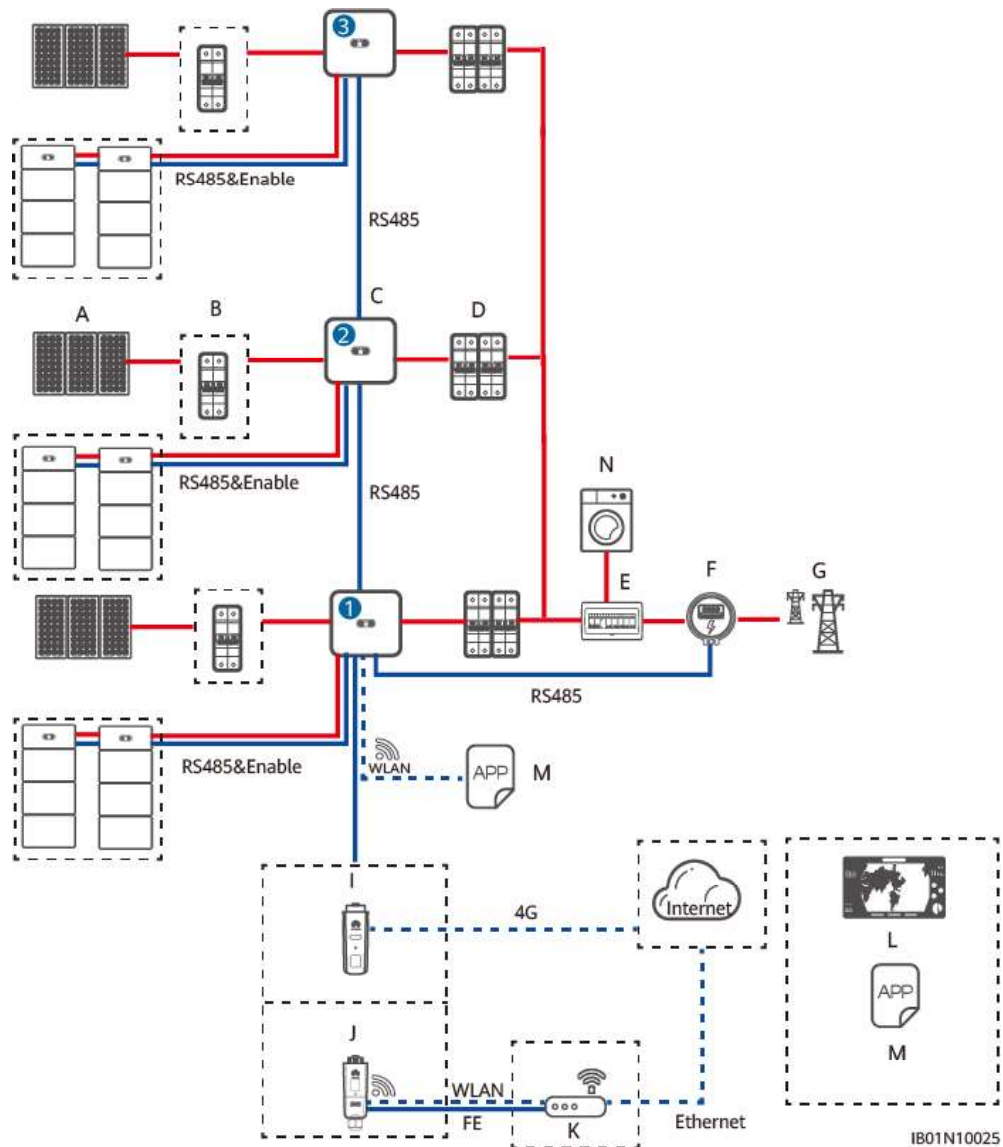 3
RS485&Enable
RS485
A
B
C
D
2
RS485&Enable
RS485
N
E
F
G
1
RS485
RS485&Enable
WLAN
APP
M
I
4G
Internet
L
APP
M
J
WLAN
FE
K
Ethernet
IB01N10025